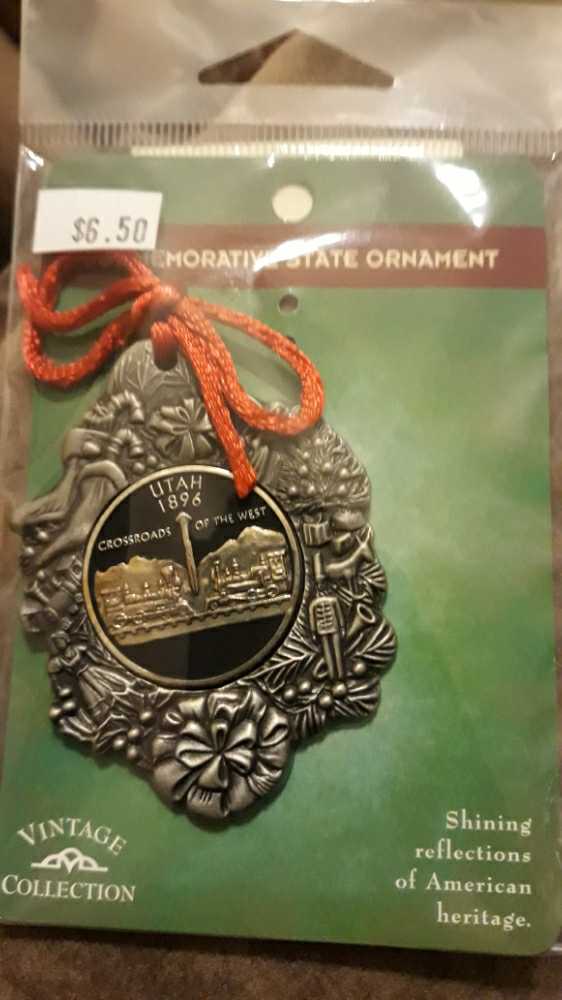 $6.50
MEMORATIVE STATE ORNAMENT
UTAH
1896
CROSSROADS OF THE WEST
VINTAGE
COLLECTION
Shining
reflections
of American
heritage.